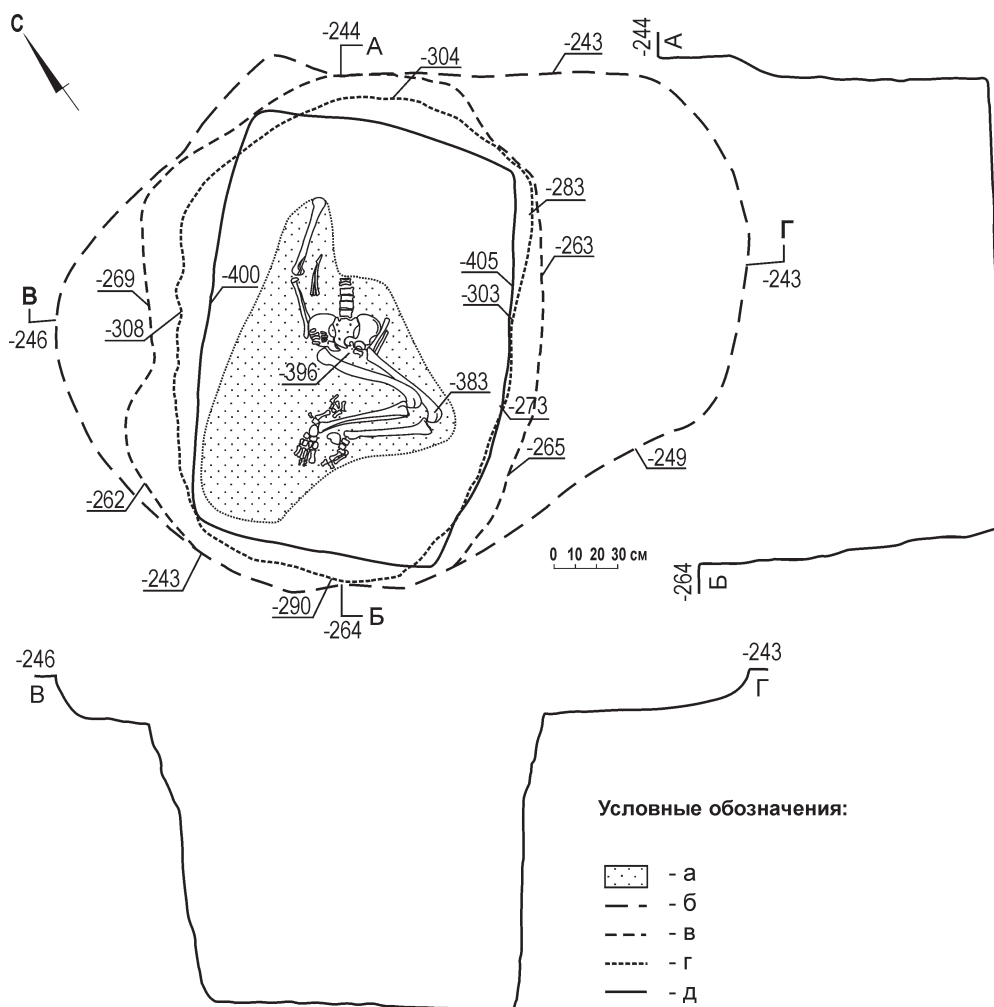 С
-244 А
-304
-243
-244 А
-283
Г
-263
-243
-269
-400
-405
В
-308
-303
-246
-396
-383
-273
-265
-249
-262
0 10 20 30 см
-243
-290
Б
-264
-264 Б
-246
В
-243
Г
Условные обозначения:
- а
- б
- в
- г
- д